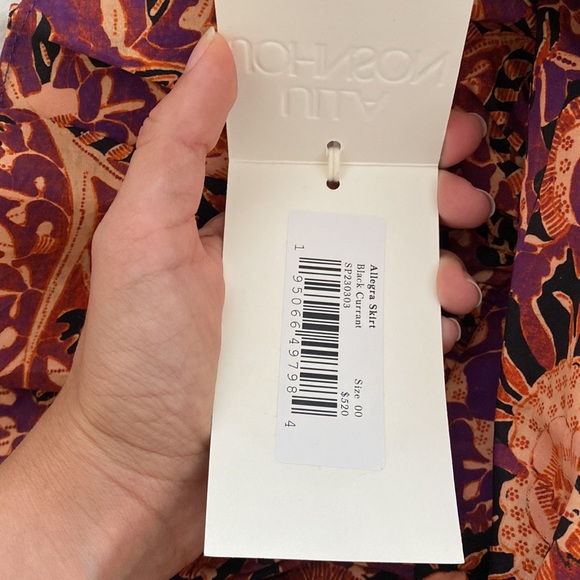 ULLA
JOHNSON
Allegra Skirt Size 00
Black Currant $520
SP230303
1 95066 49798 4